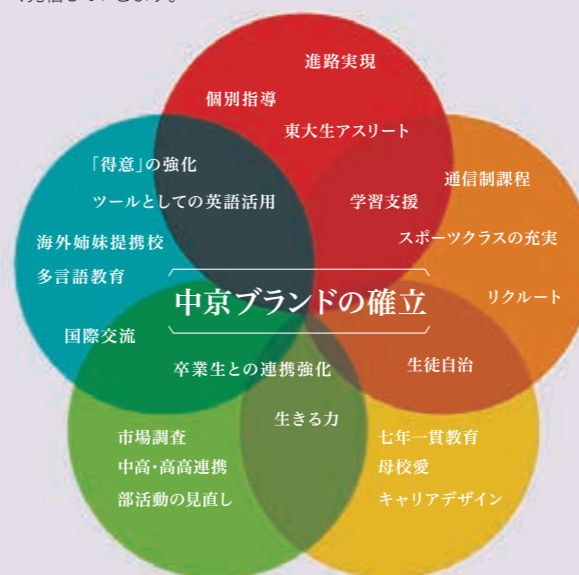 進路実現
個別指導
東大生アスリート
「得意」の強化
通信制課程
ツールとしての英語活用
学習支援
海外姉妹提携校
スポーツクラスの充実
多言語教育
中京ブランドの確立
リクルート
国際交流
卒業生との連携強化
生徒自治
生きる力
市場調査
七年一貫教育
中高・高高連携
母校愛
部活動の見直し
キャリアデザイン